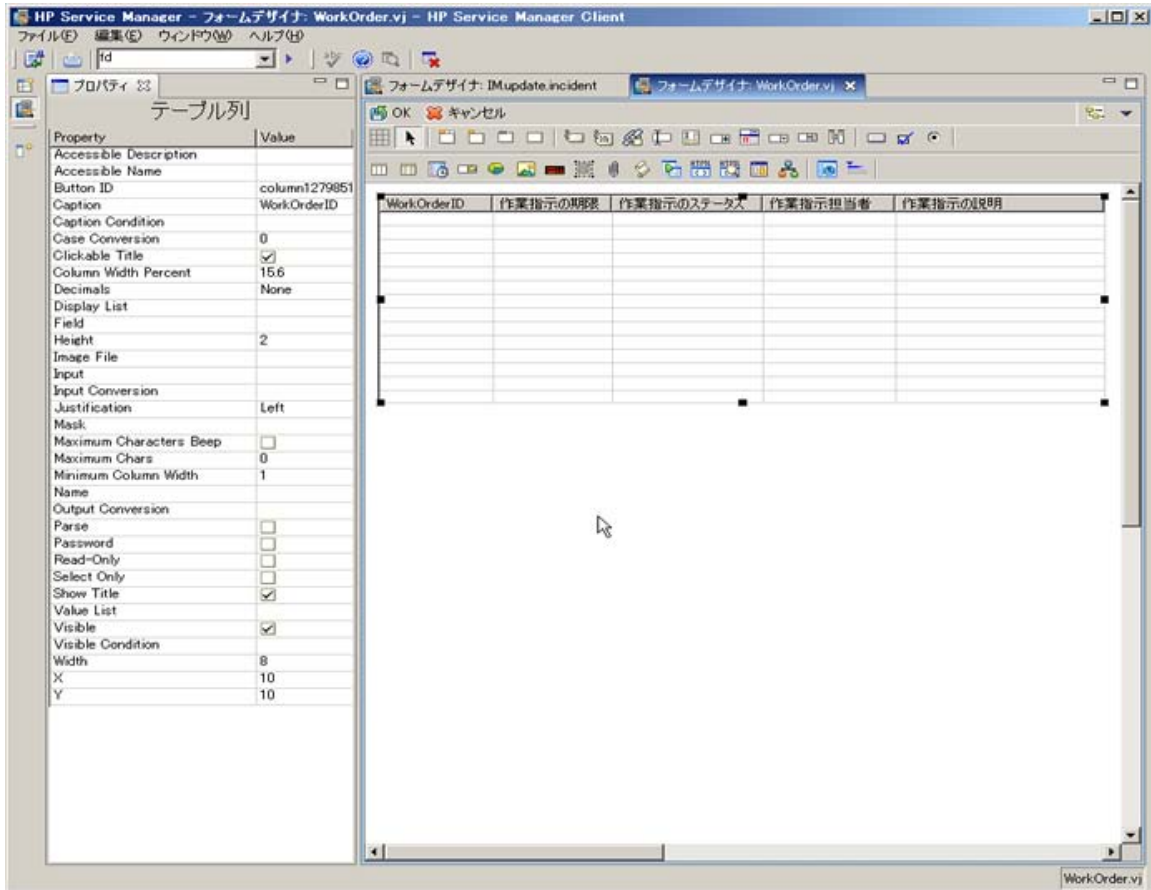 HP Service Manager - フォームデザイナ: WorkOrder.vj - HP Service Manager Client
ファイル(F) 編集(E) ウィンドウ(W) ヘルプ(H)
fd
プロパティ
フォームデザイナ: IM.update.incident
フォームデザイナ: WorkOrder.vj
テーブル列
OK キャンセル
Property Value
Accessible Description
Accessible Name
Button ID column1279851
Caption WorkOrderID
Caption Condition
Case Conversion 0
Clickable Title
Column Width Percent 15.6
Decimals None
Display List
Field
Height 2
Image File
Input
Input Conversion
Justification Left
Mask
Maximum Characters Beep
Maximum Chars 0
Minimum Column Width 1
Name
Output Conversion
Parse
Password
Read-Only
Select Only
Show Title
Value List
Visible
Visible Condition
Width 8
X 10
Y 10
WorkOrderID 作業指示の期限 作業指示のステータス 作業指示担当者 作業指示の説明
WorkOrder.vj